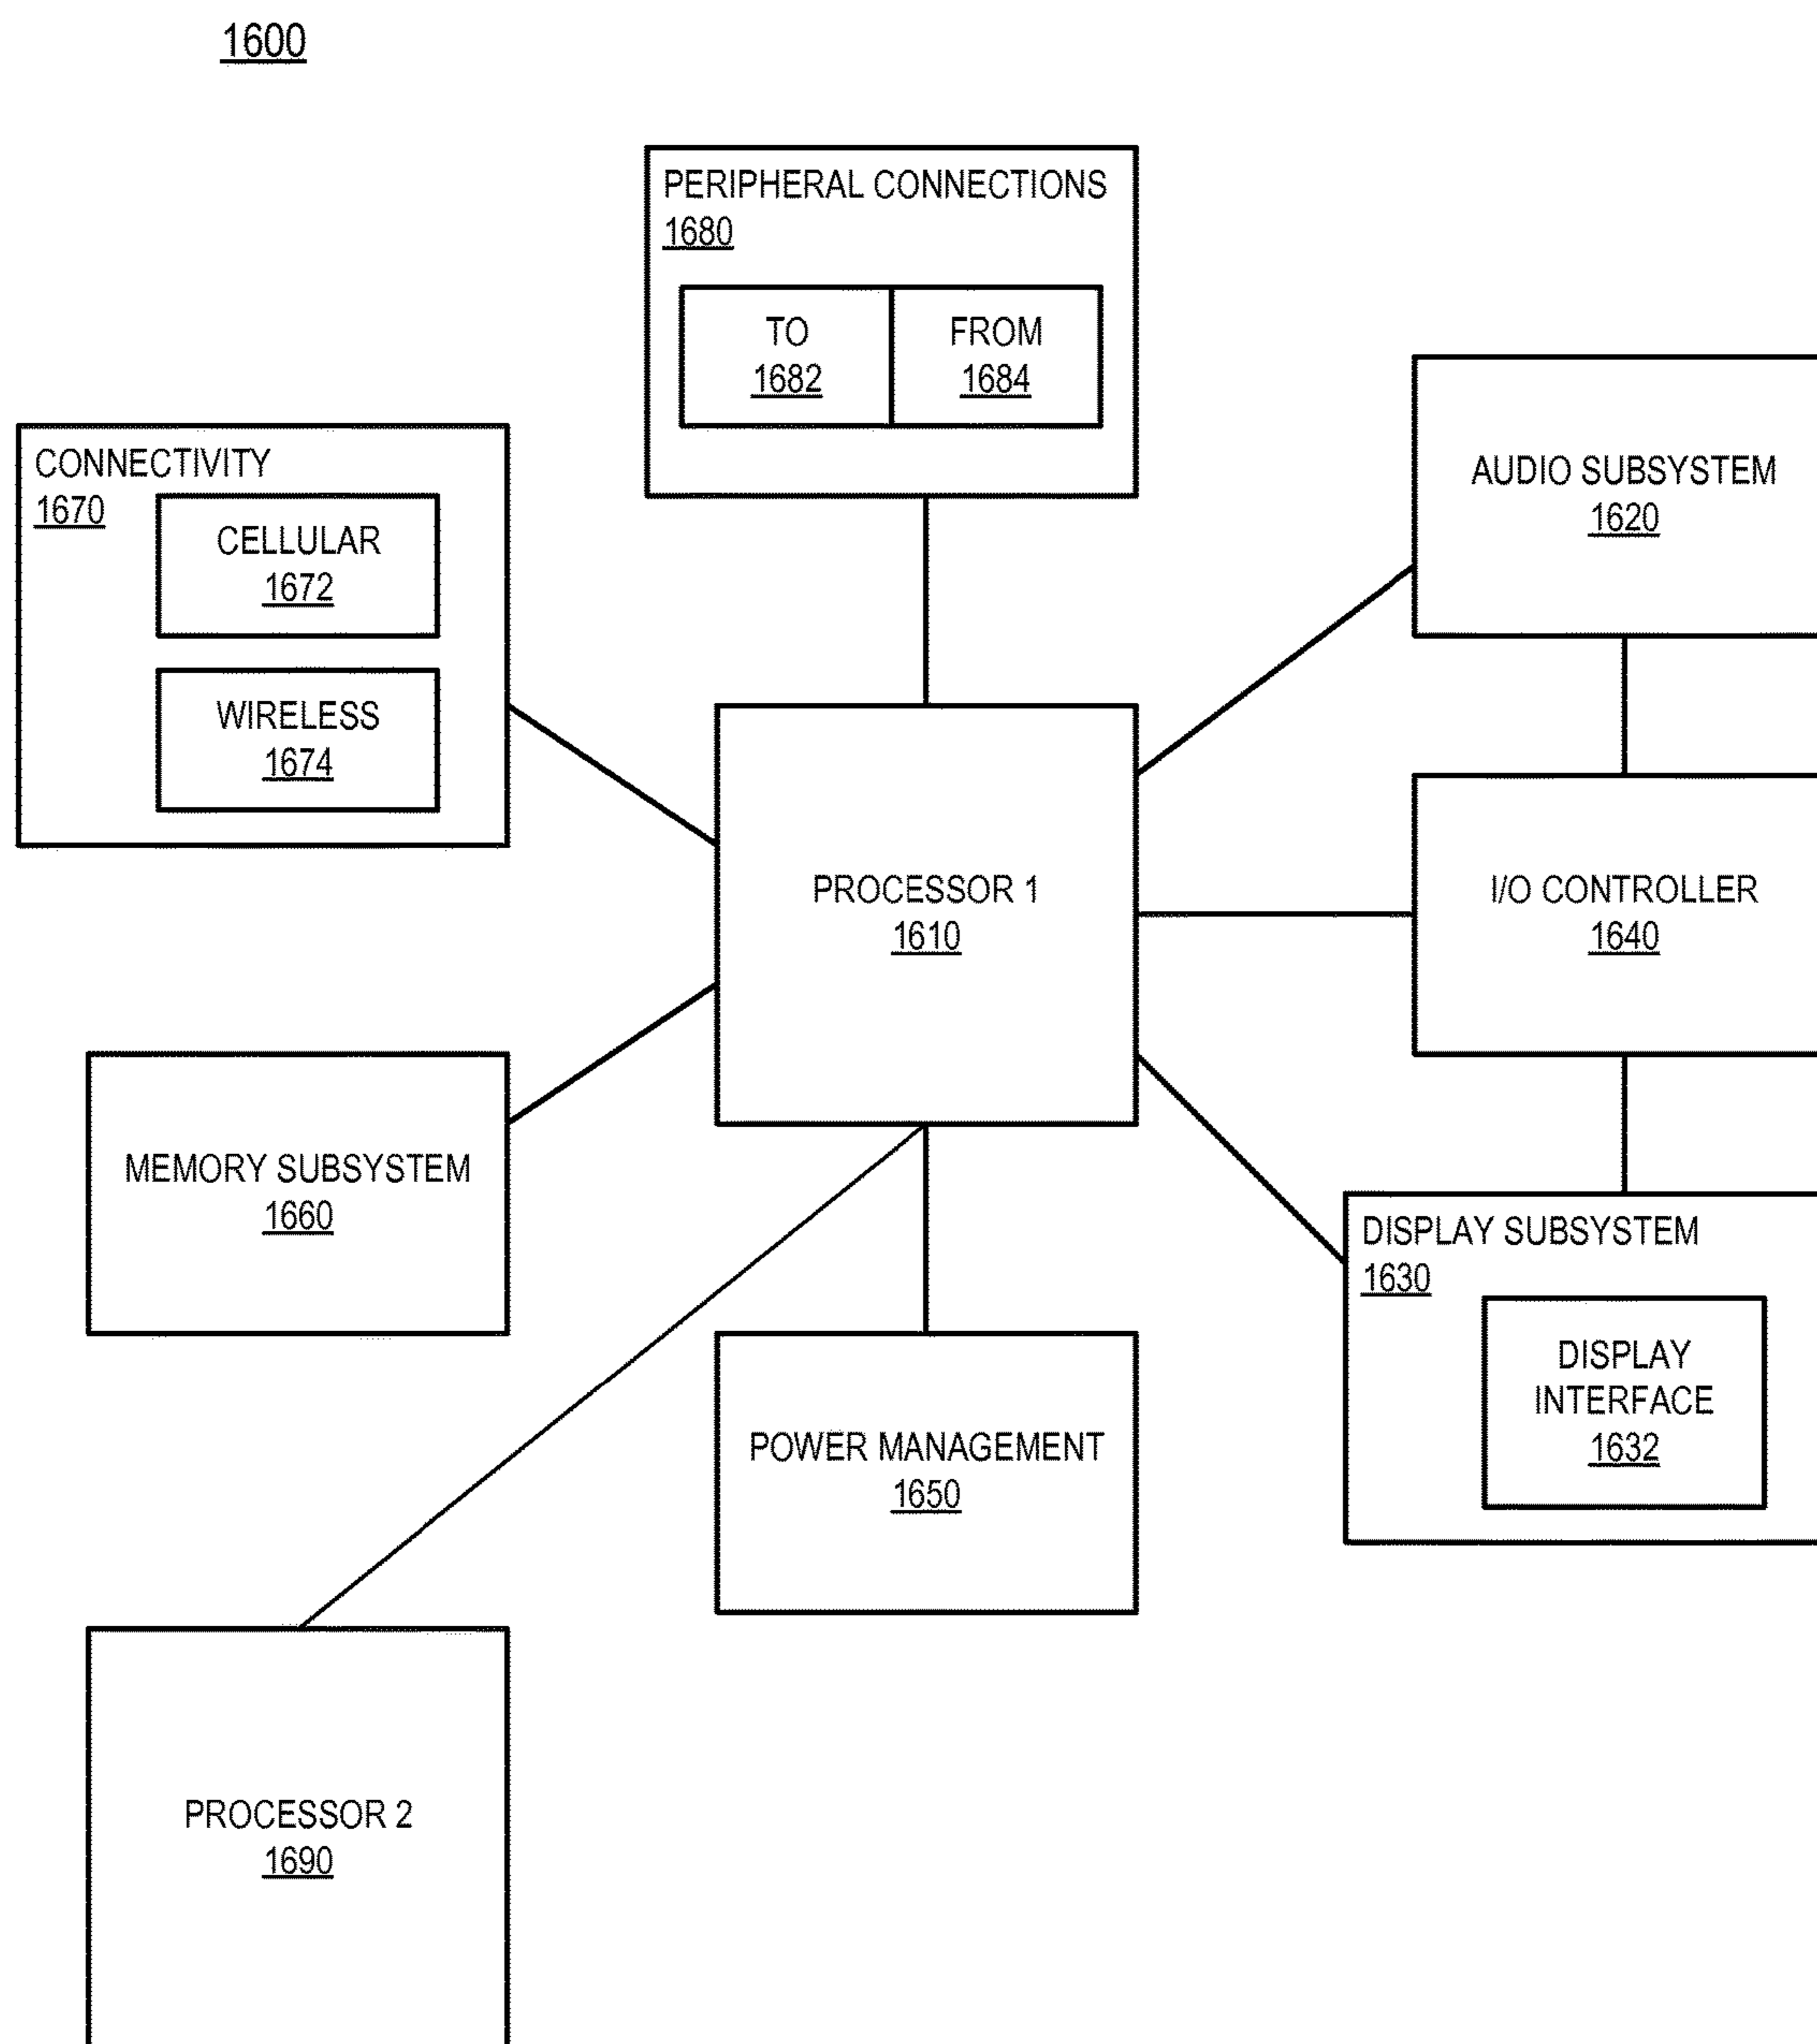 1600
PERIPHERAL CONNECTIONS
1680
TO
1682
FROM
1684
CONNECTIVITY
1670
CELLULAR
1672
WIRELESS
1674
AUDIO SUBSYSTEM
1620
PROCESSOR 1
1610
I/O CONTROLLER
1640
MEMORY SUBSYSTEM
1660
DISPLAY SUBSYSTEM
1630
DISPLAY
INTERFACE
1632
POWER MANAGEMENT
1650
PROCESSOR 2
1690